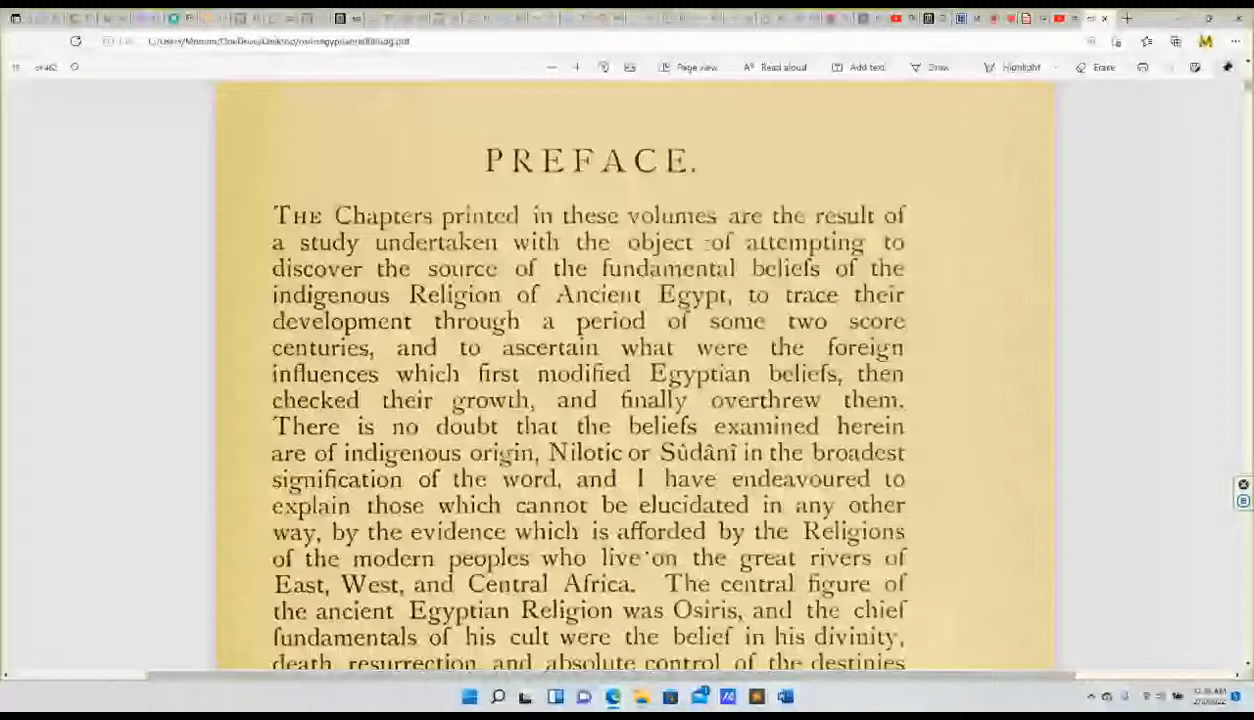 of 462
Page view
Read aloud
Add text
Draw
Highlight
Erase
PREFACE.
THE Chapters printed in these volumes are the result of
a study undertaken with the object of attempting to
discover the source of the fundamental beliefs of the
indigenous Religion of Ancient Egypt, to trace their
development through a period of some two score
centuries, and to ascertain what were the foreign
influences which first modified Egyptian beliefs, then
checked their growth, and finally overthrew them.
There is no doubt that the beliefs examined herein
are of indigenous origin, Nilotic or Sûdânî in the broadest
signification of the word, and I have endeavoured to
explain those which cannot be elucidated in any other
way, by the evidence which is afforded by the Religions
of the modern peoples who live on the great rivers of
East, West, and Central Africa. The central figure of
the ancient Egyptian Religion was Osiris, and the chief
fundamentals of his cult were the belief in his divinity,
death, resurrection, and absolute control of the destinies